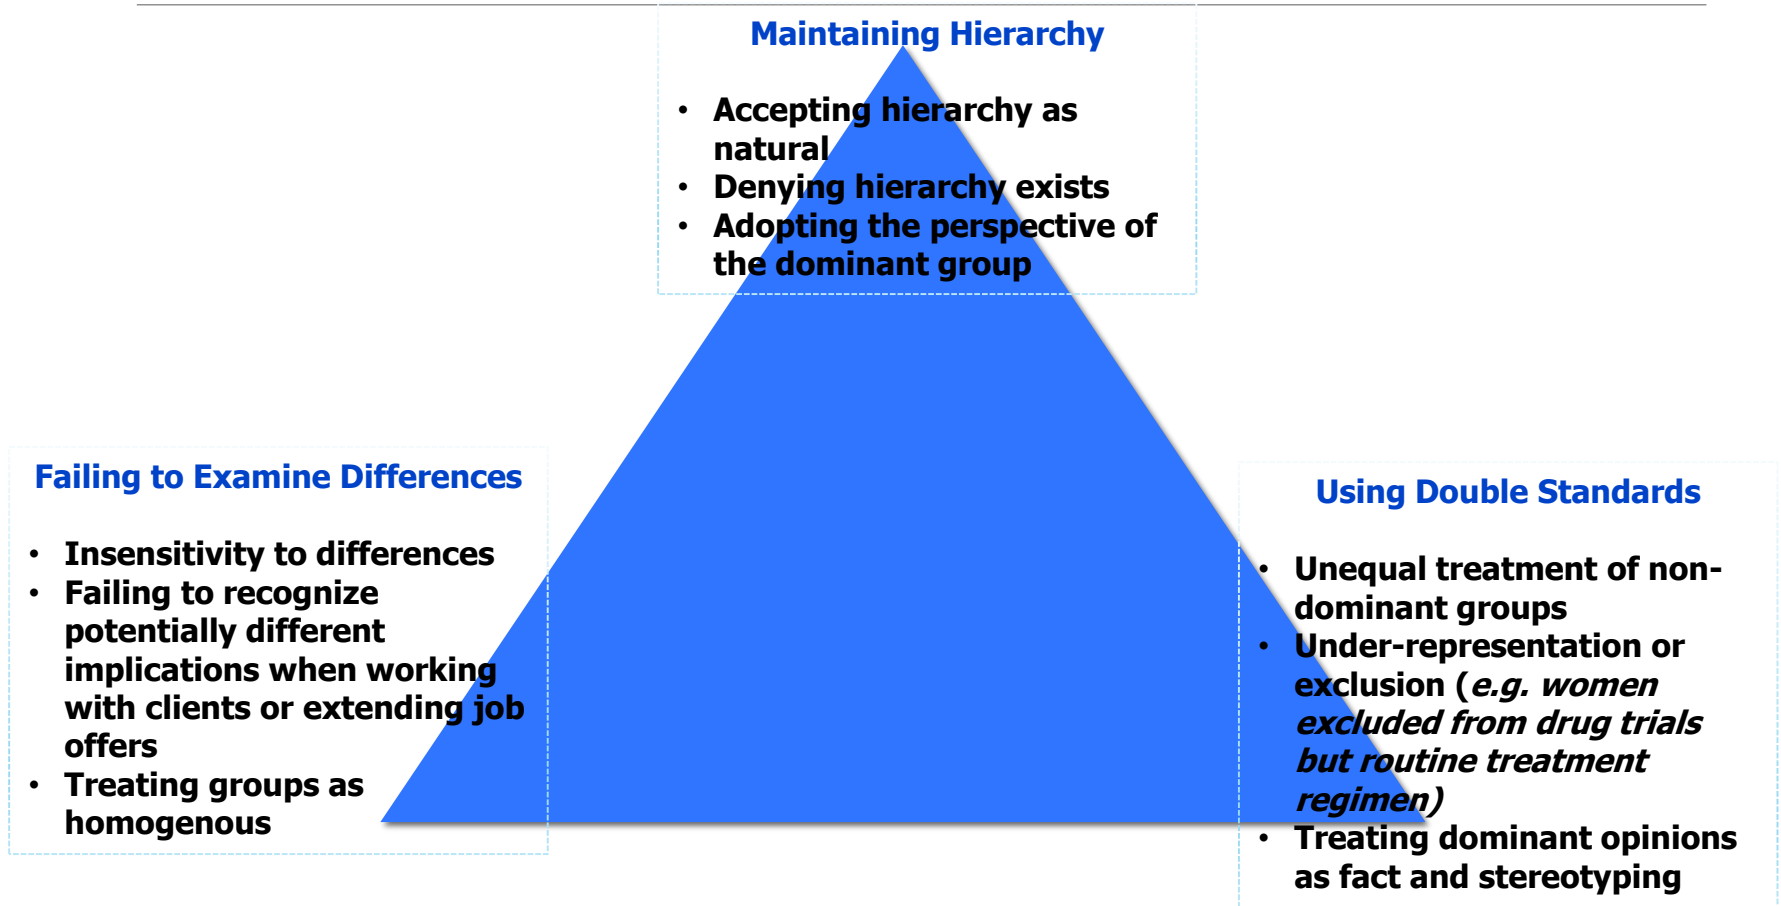 Maintaining Hierarchy
• Accepting hierarchy as
natural
• Denying hierarchy exists
• Adopting the perspective of
the dominant group
Failing to Examine Differences
• Insensitivity to differences
• Failing to recognize
potentially different
implications when working
with clients or extending job
offers
• Treating groups as
homogenous
Using Double Standards
• Unequal treatment of non-
dominant groups
• Under-representation or
exclusion (e.g. women
excluded from drug trials
but routine treatment
regimen)
• Treating dominant opinions
as fact and stereotyping